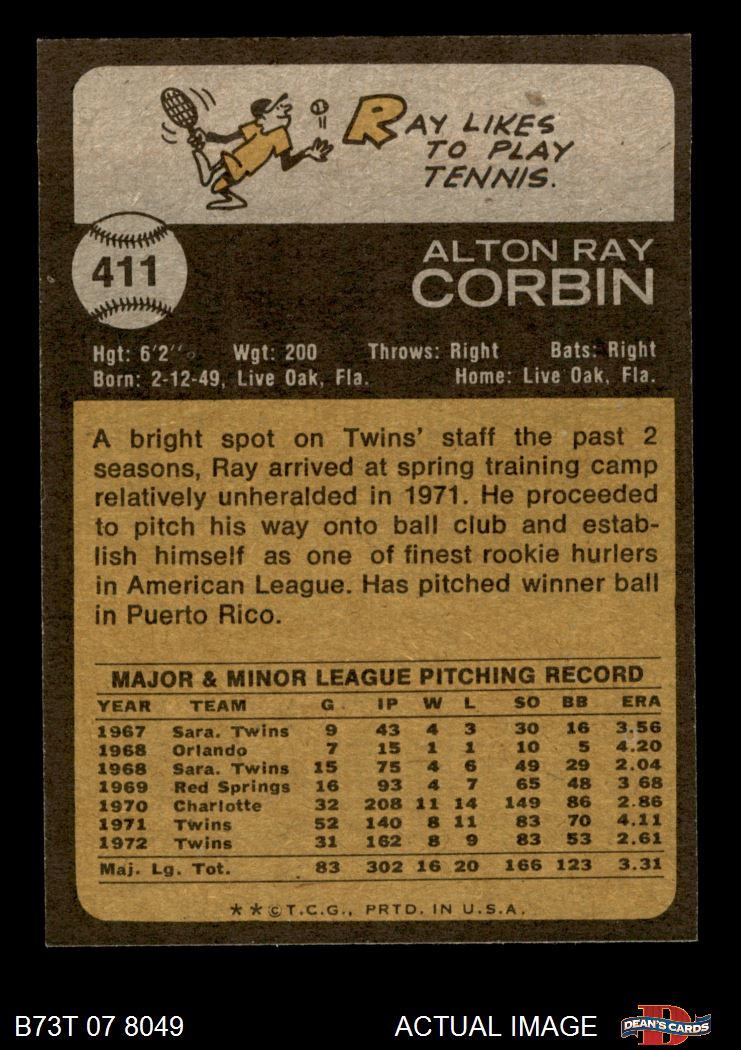 RAY LIKES
TO PLAY
TENNIS.
411
ALTON RAY
CORBIN
Hgt: 6'2" Wgt: 200 Throws: Right Bats: Right
Born: 2-12-49, Live Oak, Fla. Home: Live Oak, Fla.
A bright spot on Twins' staff the past 2
seasons, Ray arrived at spring training camp
relatively unheralded in 1971. He proceeded
to pitch his way onto ball club and estab-
lish himself as one of finest rookie hurlers
in American League. Has pitched winner ball
in Puerto Rico.
MAJOR & MINOR LEAGUE PITCHING RECORD
YEAR TEAM G IP W L SO BB ERA
1967 Sara. Twins 9 43 4 3 30 16 3.56
1968 Orlando 7 15 1 1 10 5 4.20
1968 Sara. Twins 15 75 4 6 49 29 2.04
1969 Red Springs 16 93 4 7 65 48 3 68
1970 Charlotte 32 208 11 14 149 86 2.86
1971 Twins 52 140 8 11 83 70 4.11
1972 Twins 31 162 8 9 83 53 2.61
Maj. Lg. Tot. 83 302 16 20 166 123 3.31
**©T.C.G., PRTD. IN U.S.A.
B73T 07 8049 ACTUAL IMAGE D DEAN'S CARDS